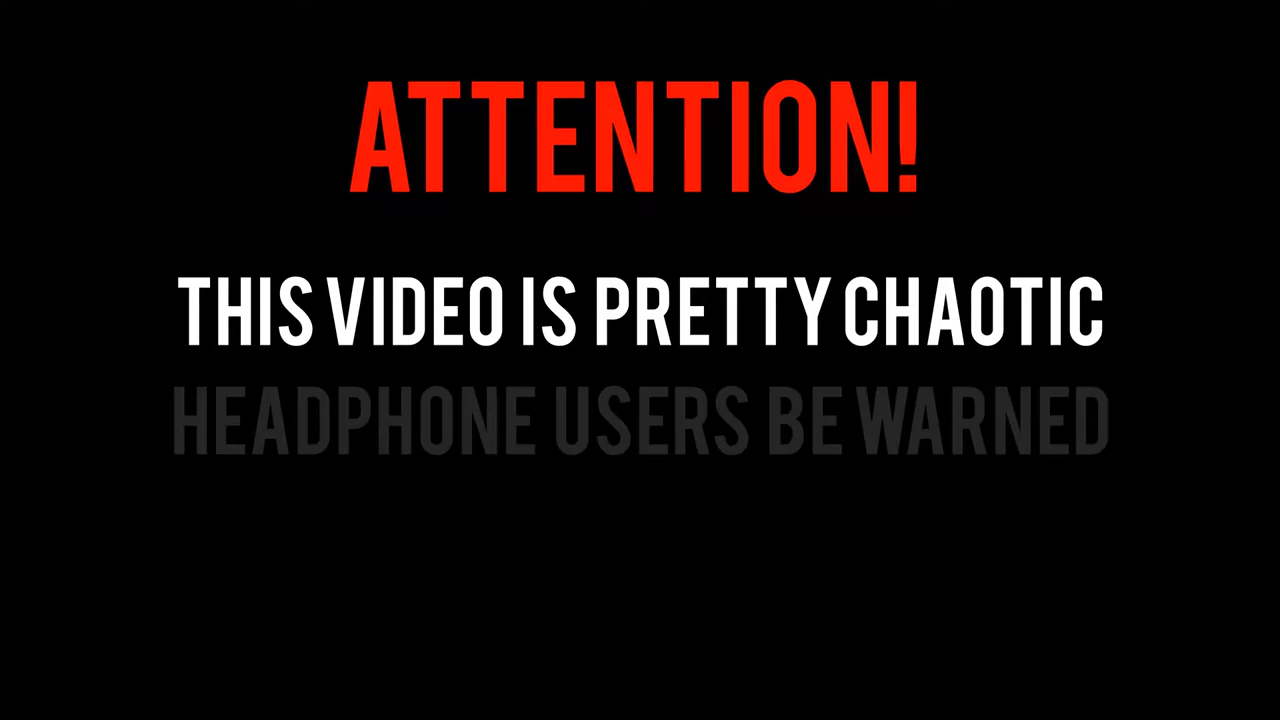 ATTENTION!
THIS VIDEO IS PRETTY CHAOTIC
HEADPHONE USERS BE WARNED